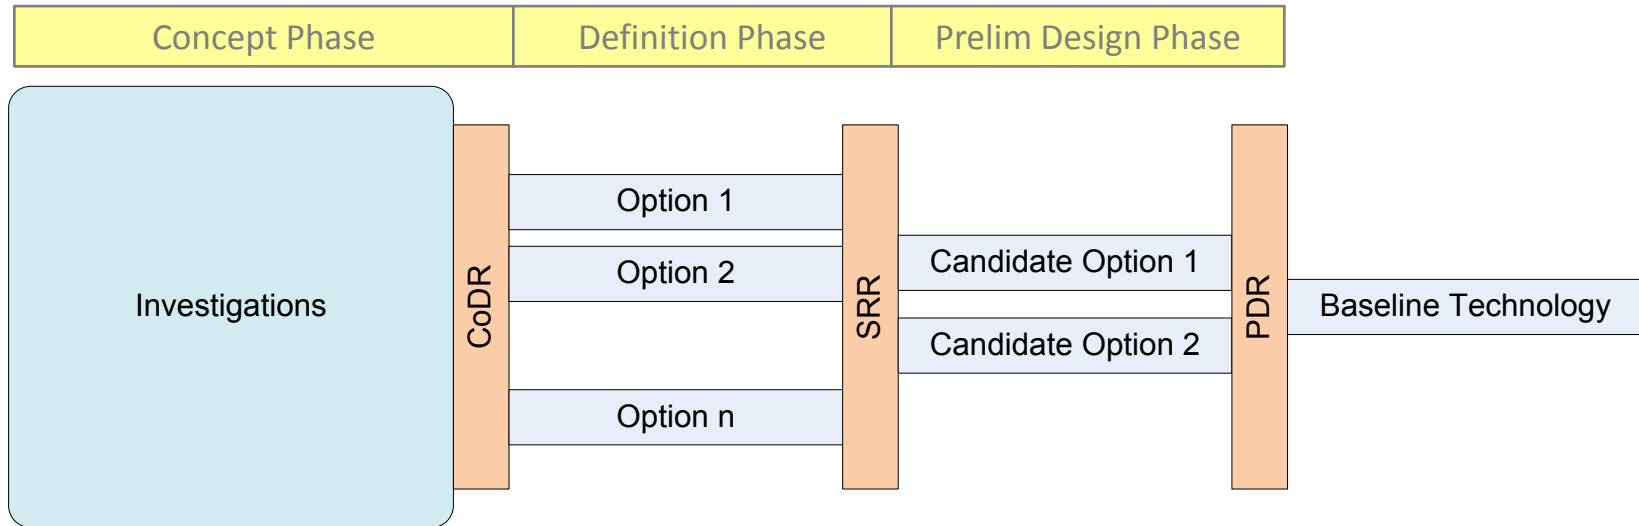 Concept Phase
Definition Phase
Prelim Design Phase
Investigations
CoDR
Option 1
Option 2
Option n
SRR
Candidate Option 1
Candidate Option 2
PDR
Baseline Technology